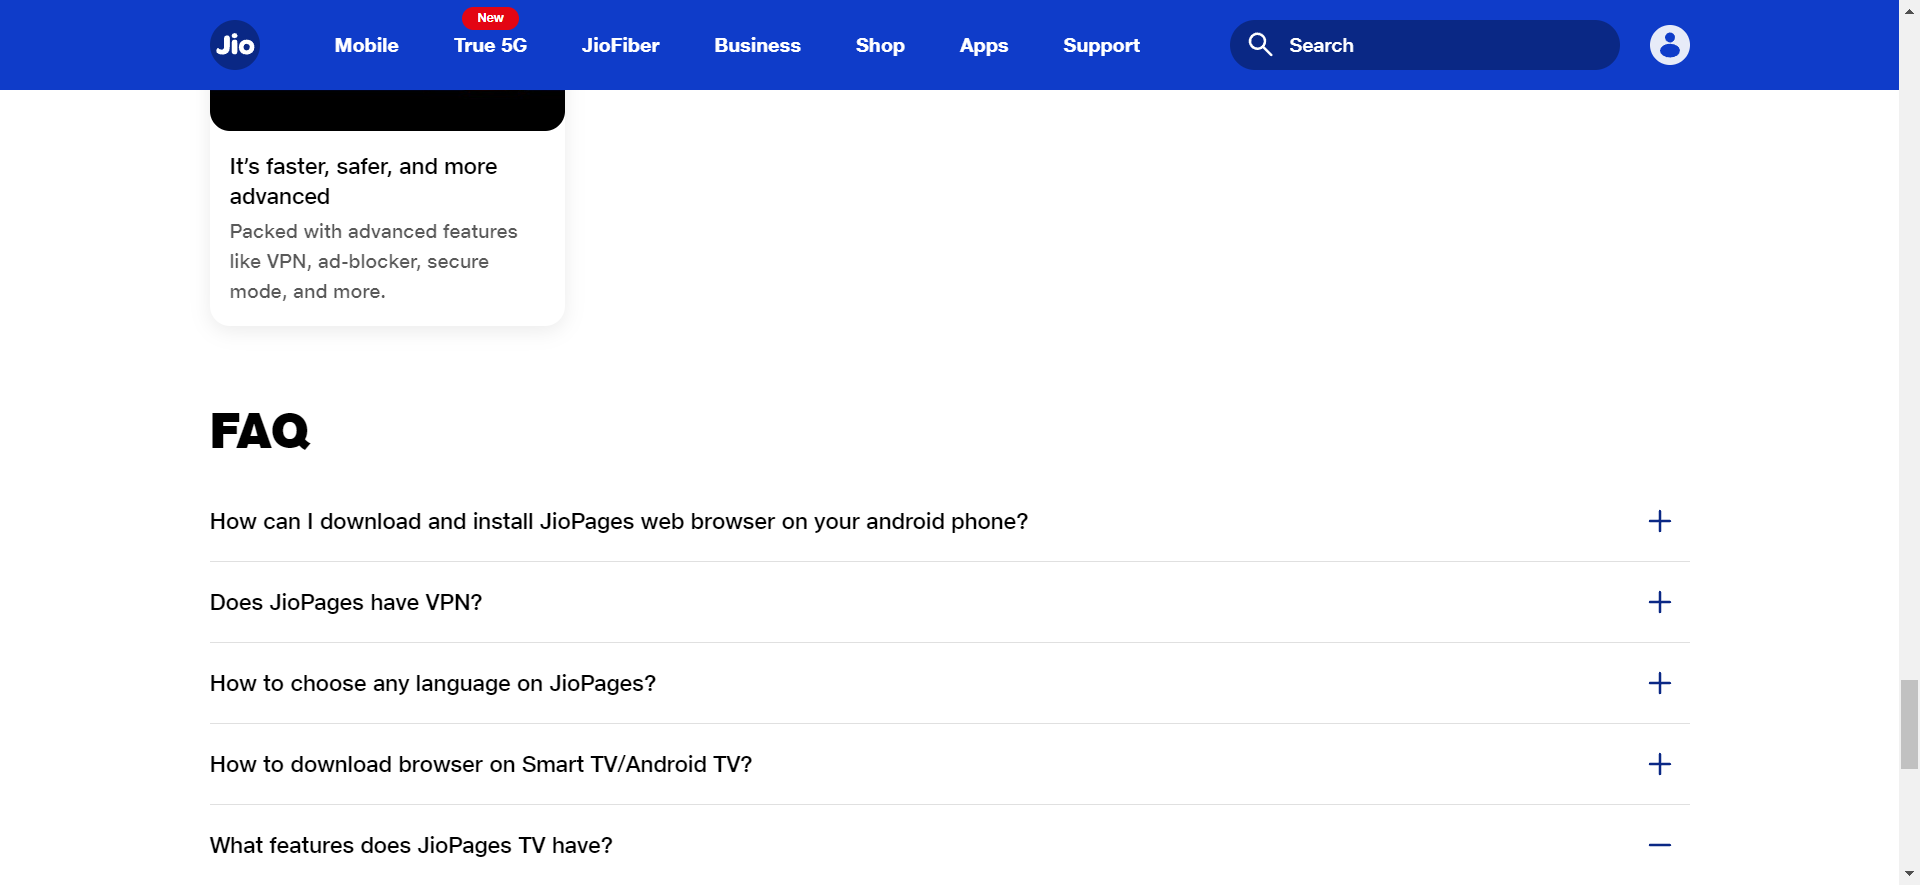 New
Jio
Mobile
True 5G
JioFiber
Business
Shop
Apps
Support
Search
It’s faster, safer, and more
advanced
Packed with advanced features
like VPN, ad-blocker, secure
mode, and more.
FAQ
How can I download and install JioPages web browser on your android phone?
Does JioPages have VPN?
How to choose any language on JioPages?
How to download browser on Smart TV/Android TV?
What features does JioPages TV have?